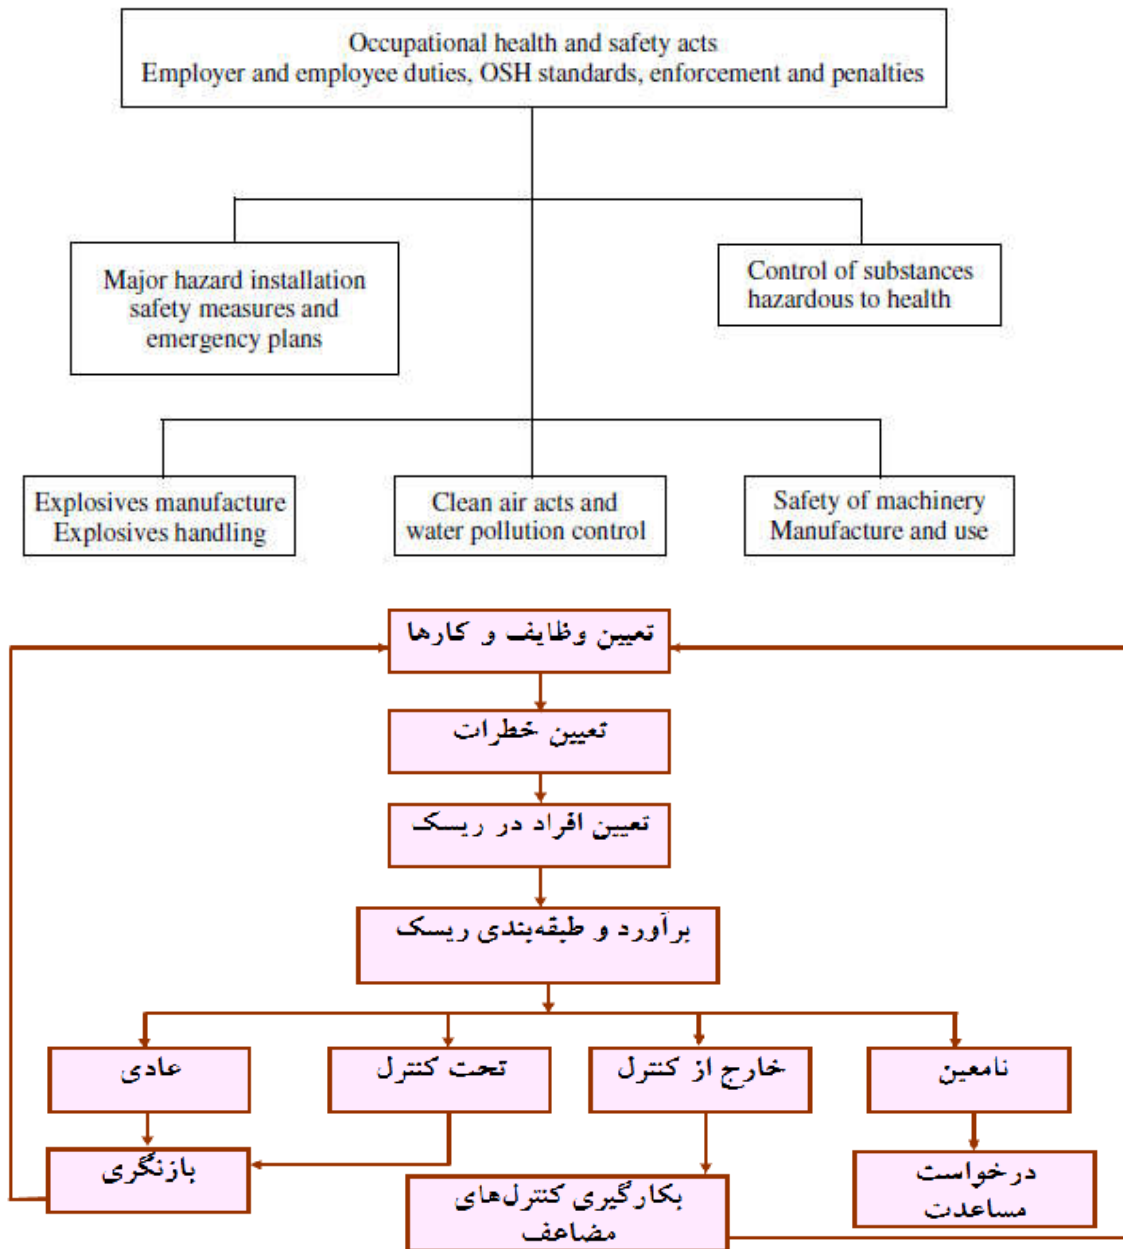 Occupational health and safety acts
Employer and employee duties, OSH standards, enforcement and penalties
Major hazard installation
safety measures and
emergency plans
Control of substances
hazardous to health
Explosives manufacture
Explosives handling
Clean air acts and
water pollution control
Safety of machinery
Manufacture and use
تعیین وظایف و کارها
تعیین خطرات
تعیین افراد در ریسک
برآورد و طبقه‌بندی ریسک
نامعین
خارج از کنترل
تحت کنترل
عادی
درخواست
مساعدت
بکارگیری کنترل‌های
مضاعف
بازنگری